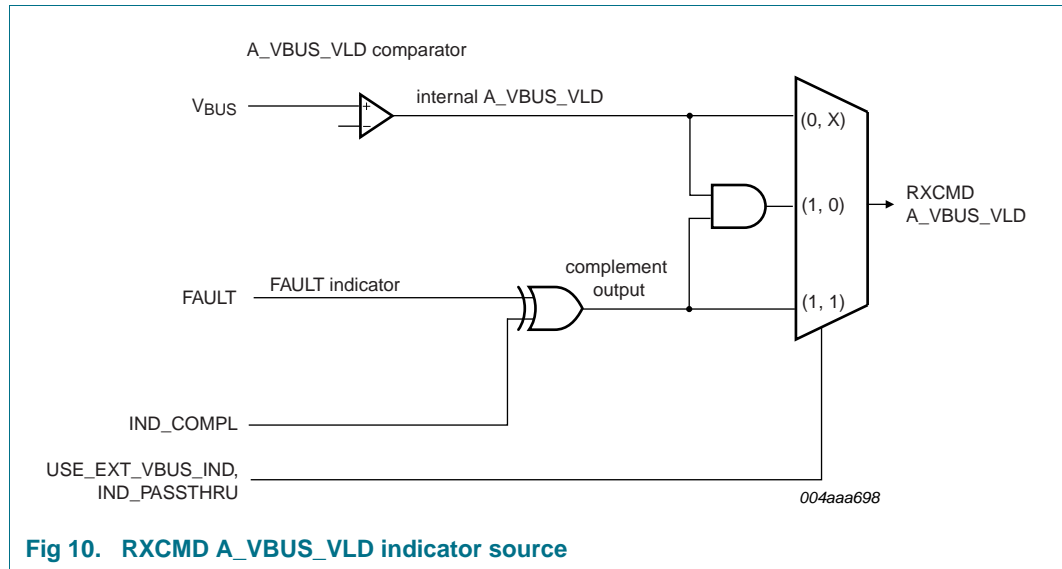 A_VBUS_VLD comparator
VBUS
+
−
internal A_VBUS_VLD
(0, X)
(1, 0)
RXCMD
A_VBUS_VLD
complement
output
FAULT
FAULT indicator
(1, 1)
IND_COMPL
USE_EXT_VBUS_IND,
IND_PASSTHRU
004aaa698
Fig 10. RXCMD A_VBUS_VLD indicator source